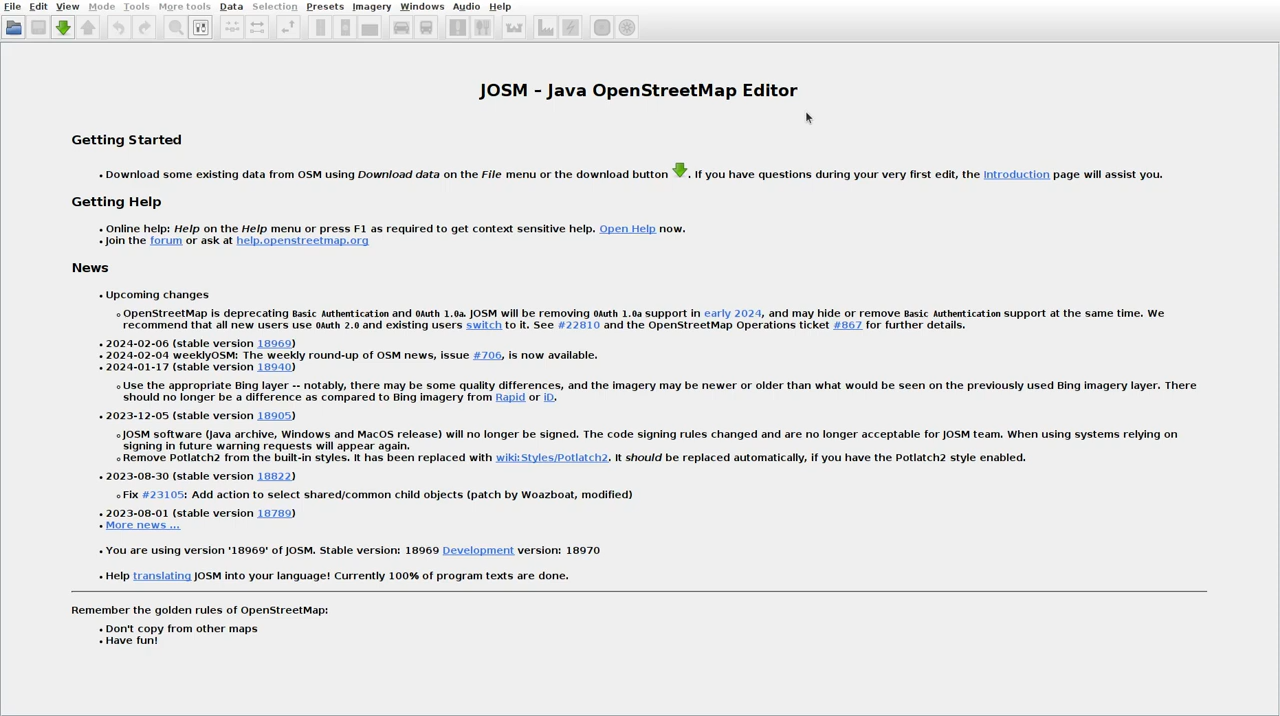 File Edit View Mode Tools More tools Data Selection Presets Imagery Windows Audio Help
JOSM – Java OpenStreetMap Editor
Getting Started
Download some existing data from OSM using Download data on the File menu or the download button . If you have questions during your very first edit, the Introduction page will assist you.
Getting Help
Online help: Help on the Help menu or press F1 as required to get context sensitive help. Open Help now.
Join the forum or ask at help.openstreetmap.org
News
Upcoming changes
OpenStreetMap is deprecating Basic Authentication and OAuth 1.0a. JOSM will be removing OAuth 1.0a support in early 2024, and may hide or remove Basic Authentication support at the same time. We
recommend that all new users use OAuth 2.0 and existing users switch to it. See #22810 and the OpenStreetMap Operations ticket #867 for further details.
2024-02-06 (stable version 18969)
2024-02-04 weeklyOSM: The weekly round-up of OSM news, issue #706, is now available.
2024-01-17 (stable version 18940)
Use the appropriate Bing layer -- notably, there may be some quality differences, and the imagery may be newer or older than what would be seen on the previously used Bing imagery layer. There
should no longer be a difference as compared to Bing imagery from Rapid or iD.
2023-12-05 (stable version 18905)
JOSM software (Java archive, Windows and MacOS release) will no longer be signed. The code signing rules changed and are no longer acceptable for JOSM team. When using systems relying on
signing in future warning requests will appear again.
Remove Potlatch2 from the built-in styles. It has been replaced with wiki:Styles/Potlatch2. It should be replaced automatically, if you have the Potlatch2 style enabled.
2023-08-30 (stable version 18822)
Fix #23105: Add action to select shared/common child objects (patch by Woazboat, modified)
2023-08-01 (stable version 18789)
More news ...
You are using version '18969' of JOSM. Stable version: 18969 Development version: 18970
Help translating JOSM into your language! Currently 100% of program texts are done.
Remember the golden rules of OpenStreetMap:
Don't copy from other maps
Have fun!